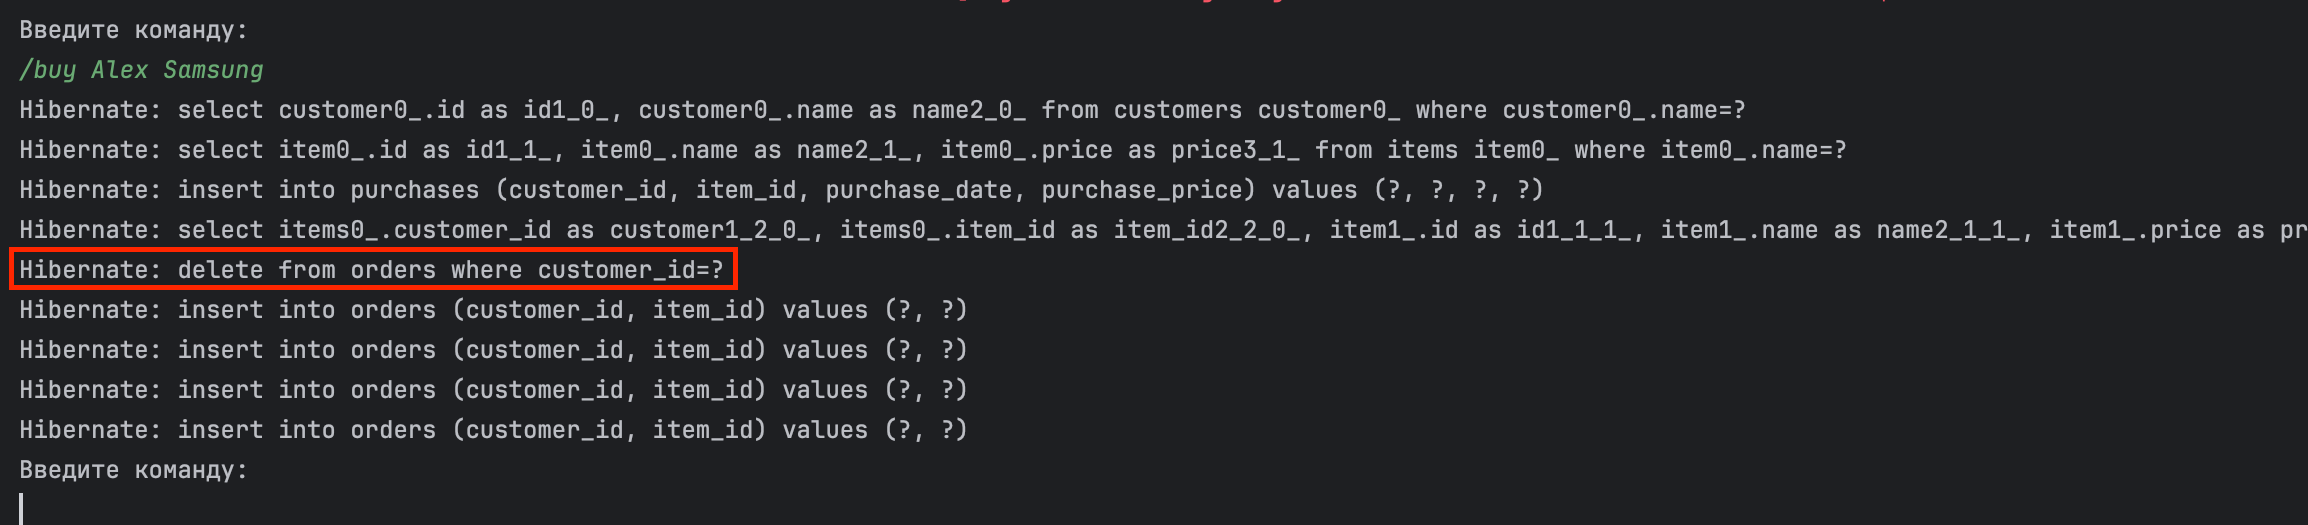 Введите команду:
/buy Alex Samsung
Hibernate: select customer0_.id as id1_0_, customer0_.name as name2_0_ from customers customer0_ where customer0_.name=?
Hibernate: select item0_.id as id1_1_, item0_.name as name2_1_, item0_.price as price3_1_ from items item0_ where item0_.name=?
Hibernate: insert into purchases (customer_id, item_id, purchase_date, purchase_price) values (?, ?, ?, ?)
Hibernate: select items0_.customer_id as customer1_2_0_, items0_.item_id as item_id2_2_0_, item1_.id as id1_1_1_, item1_.name as name2_1_1_, item1_.price as pr
Hibernate: delete from orders where customer_id=?
Hibernate: insert into orders (customer_id, item_id) values (?, ?)
Hibernate: insert into orders (customer_id, item_id) values (?, ?)
Hibernate: insert into orders (customer_id, item_id) values (?, ?)
Hibernate: insert into orders (customer_id, item_id) values (?, ?)
Введите команду: